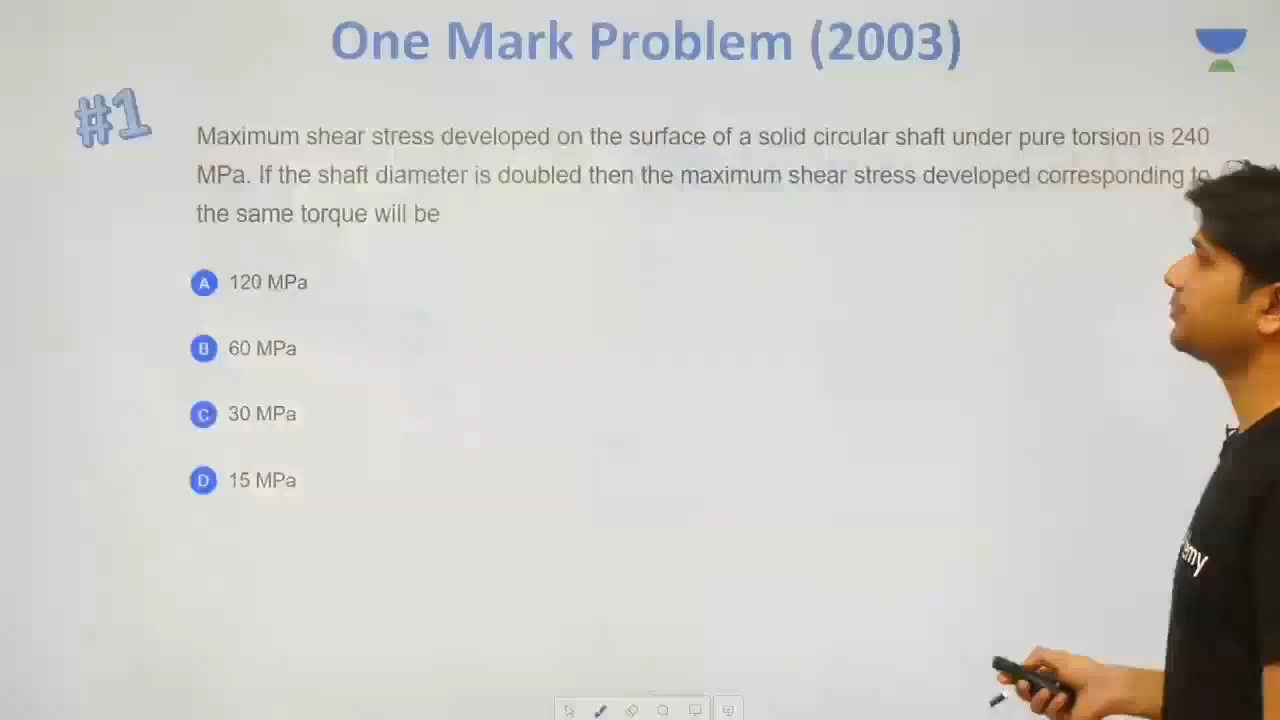 One Mark Problem (2003)
#1
Maximum shear stress developed on the surface of a solid circular shaft under pure torsion is 240
MPa. If the shaft diameter is doubled then the maximum shear stress developed corresponding to
the same torque will be
A 120 MPa
B 60 MPa
C 30 MPa
D 15 MPa